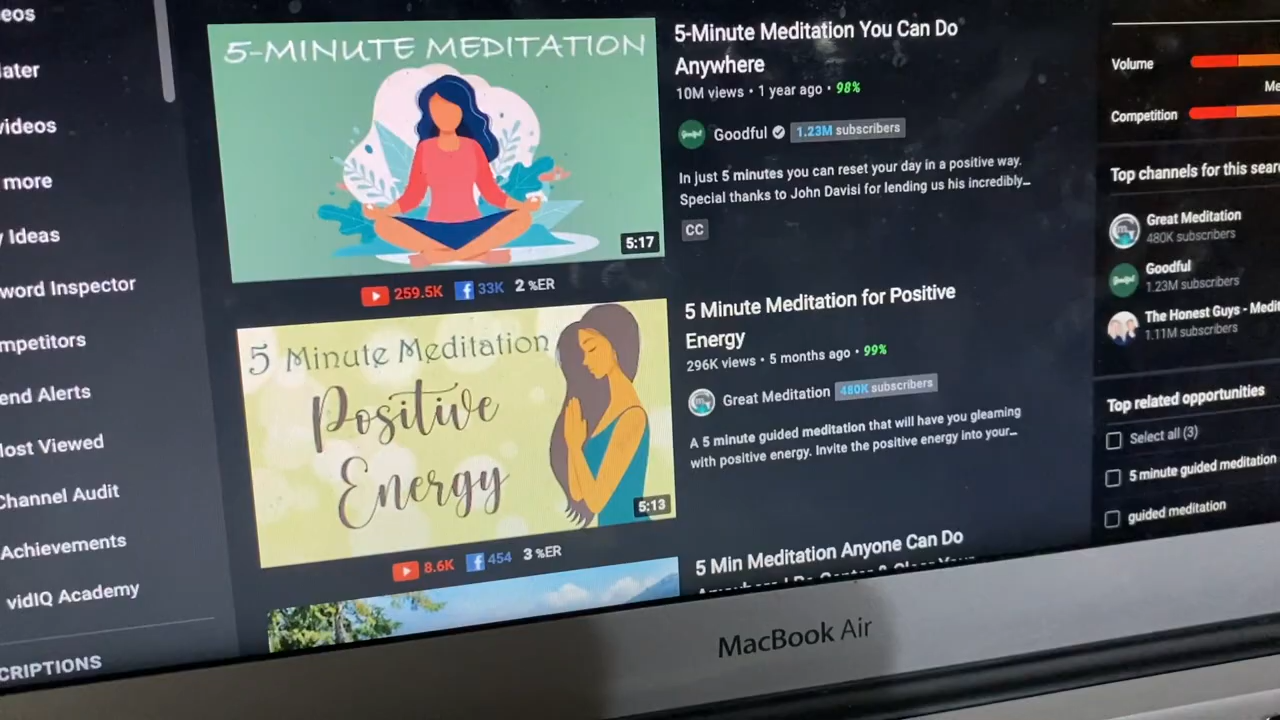 eos
later
videos
more
y Ideas
word Inspector
mpetitors
end Alerts
Most Viewed
Channel Audit
Achievements
vidIQ Academy
CRIPTIONS
5-MINUTE MEDITATION
5:17
259.5K 33K 2 %ER
5-Minute Meditation You Can Do
Anywhere
10M views • 1 year ago • 98%
Goodful 1.23M subscribers
In just 5 minutes you can reset your day in a positive way.
Special thanks to John Davisi for lending us his incredibly...
CC
5 Minute Meditation
Positive
Energy
5:13
8.6K 454 3 %ER
5 Minute Meditation for Positive
Energy
296K views • 5 months ago • 99%
Great Meditation 480K subscribers
A 5 minute guided meditation that will have you gleaming
with positive energy. Invite the positive energy into your...
5 Min Meditation Anyone Can Do
Volume
Me
Competition
Top channels for this sear
Great Meditation
480K subscribers
Goodful
1.23M subscribers
The Honest Guys - Medit
1.11M subscribers
Top related opportunities
Select all (3)
5 minute guided meditation
guided meditation
MacBook Air